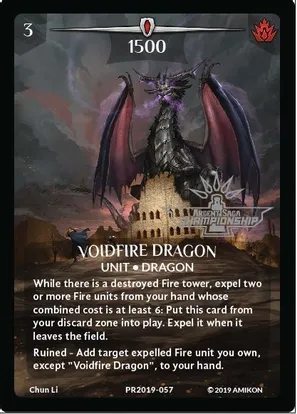 3
1500
ARGENT SAGA
CHAMPIONSHIP
VOIDFIRE DRAGON
UNIT • DRAGON
While there is a destroyed Fire tower, expel two
or more Fire units from your hand whose
combined cost is at least 6: Put this card from
your discard zone into play. Expel it when it
leaves the field.
Ruined - Add target expelled Fire unit you own,
except “Voidfire Dragon”, to your hand.
Chun Li
PR2019-057
© 2019 AMIKON